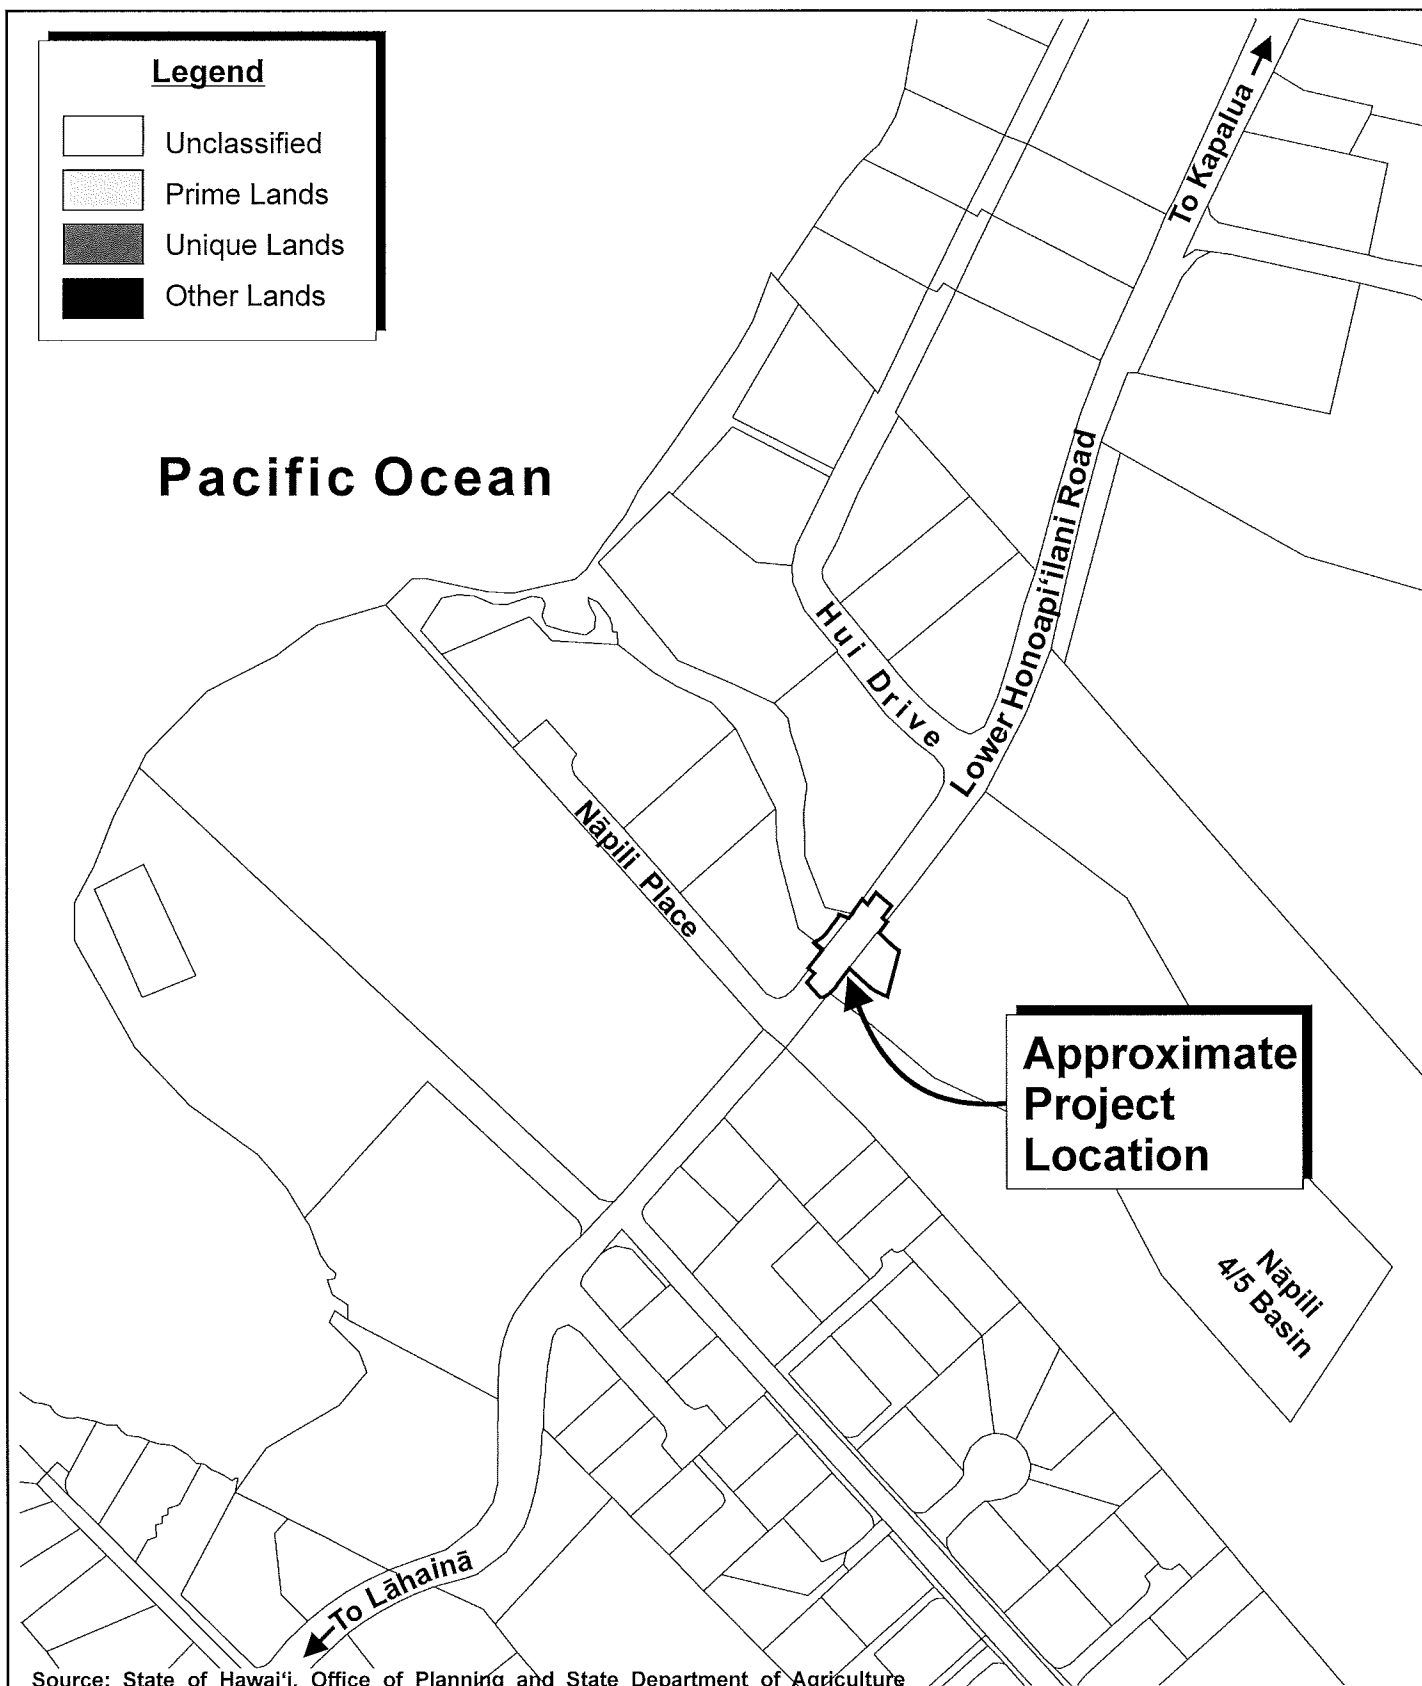 Legend
Unclassified
Prime Lands
Unique Lands
Other Lands
To Kapalua
Pacific Ocean
Lower Honoapi‘ilani Road
Hui Drive
Nāpili Place
Approximate
Project
Location
Nāpili
4/5 Basin
To Lāhainā
Source: State of Hawai‘i, Office of Planning and State Department of Agriculture